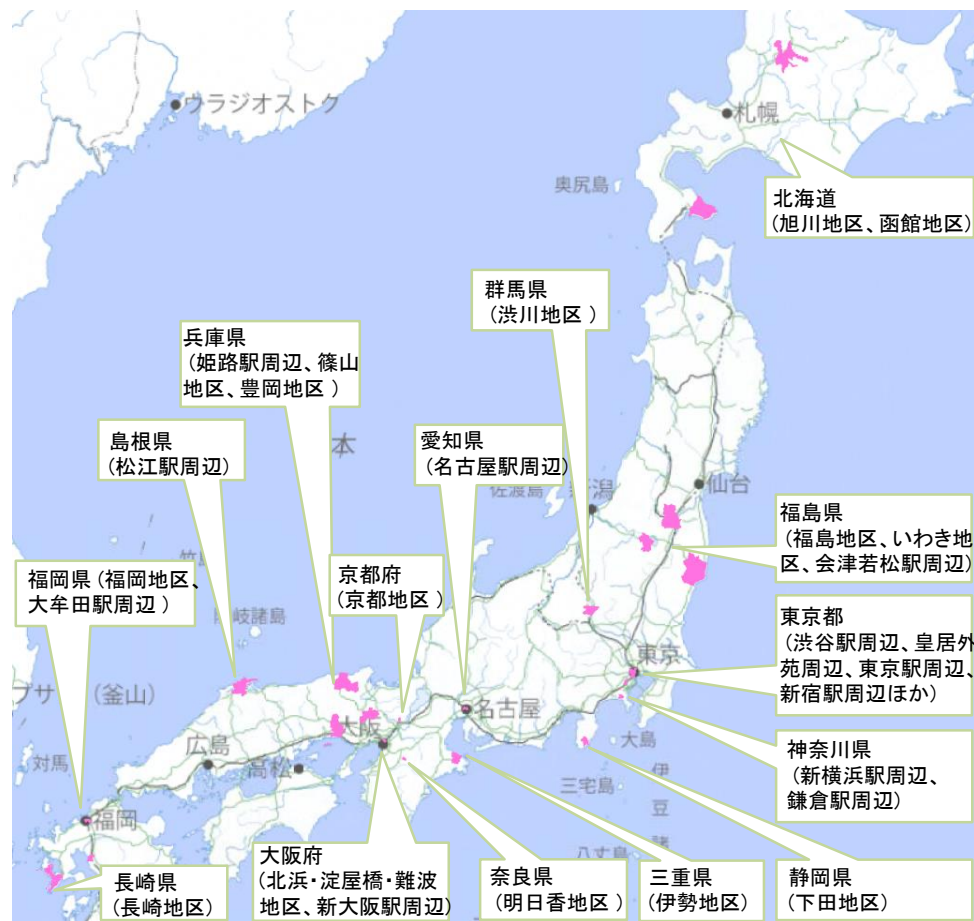 ウラジオストク
札幌
奥尻島
北海道
(旭川地区、函館地区)
群馬県
(渋川地区 )
兵庫県
(姫路駅周辺、篠山
地区、豊岡地区 )
島根県
(松江駅周辺)
本
愛知県
(名古屋駅周辺)
佐渡島
潟
仙台
福島県
(福島地区、いわき地
区、会津若松駅周辺)
福岡県 (福岡地区、
大牟田駅周辺 )
京都府
(京都地区 )
岐諸島
東京都
(渋谷駅周辺、皇居外
苑周辺、東京駅周辺、
新宿駅周辺ほか)
東京
プサ
(釜山)
大阪
名古屋
広島
高松
大島
対馬
三宅島
伊
豆
諸
神奈川県
(新横浜駅周辺、
鎌倉駅周辺)
福岡
八丈島
長崎県
(長崎地区)
大阪府
(北浜・淀屋橋・難波
地区、新大阪駅周辺)
奈良県
(明日香地区)
三重県
(伊勢地区)
静岡県
(下田地区)